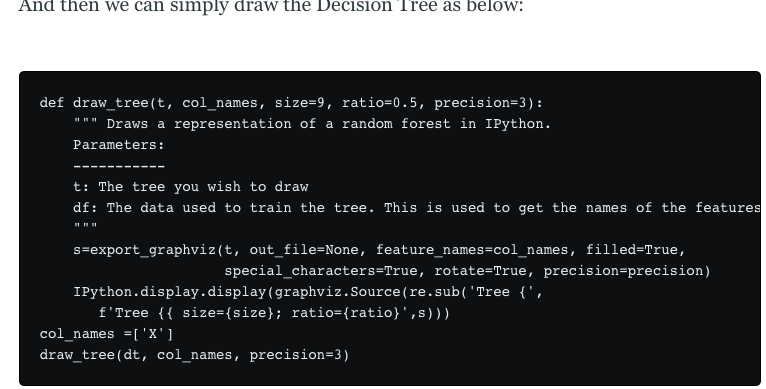 And then we can simply draw the Decision Tree as below:
def draw_tree(t, col_names, size=9, ratio=0.5, precision=3):
    """ Draws a representation of a random forest in IPython.
    Parameters:
    -----------
    t: The tree you wish to draw
    df: The data used to train the tree. This is used to get the names of the features
    """
    s=export_graphviz(t, out_file=None, feature_names=col_names, filled=True,
                      special_characters=True, rotate=True, precision=precision)
    IPython.display.display(graphviz.Source(re.sub('Tree {',
       f'Tree {{ size={size}; ratio={ratio}',s)))
col_names =['X']
draw_tree(dt, col_names, precision=3)